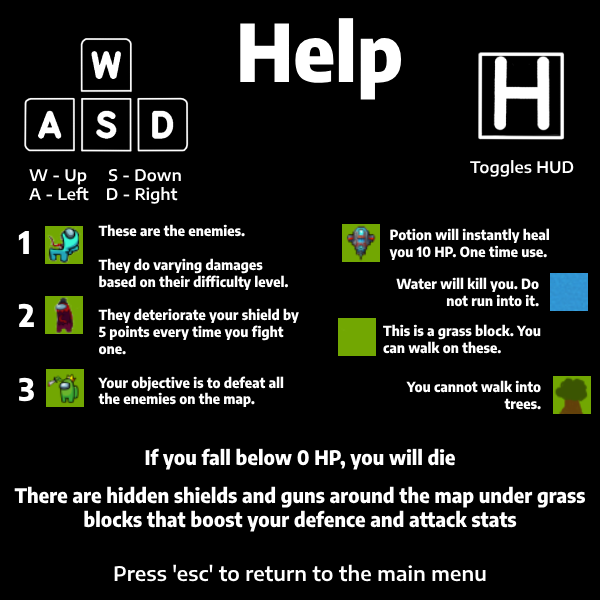 Help
W
A S D
H
W - Up S - Down
A - Left D - Right
Toggles HUD
1
These are the enemies.
They do varying damages
based on their difficulty level.
2
They deteriorate your shield by
5 points every time you fight
one.
3
Your objective is to defeat all
the enemies on the map.
Potion will instantly heal
you 10 HP. One time use.
Water will kill you. Do
not run into it.
This is a grass block. You
can walk on these.
You cannot walk into
trees.
If you fall below 0 HP, you will die
There are hidden shields and guns around the map under grass
blocks that boost your defence and attack stats
Press 'esc' to return to the main menu